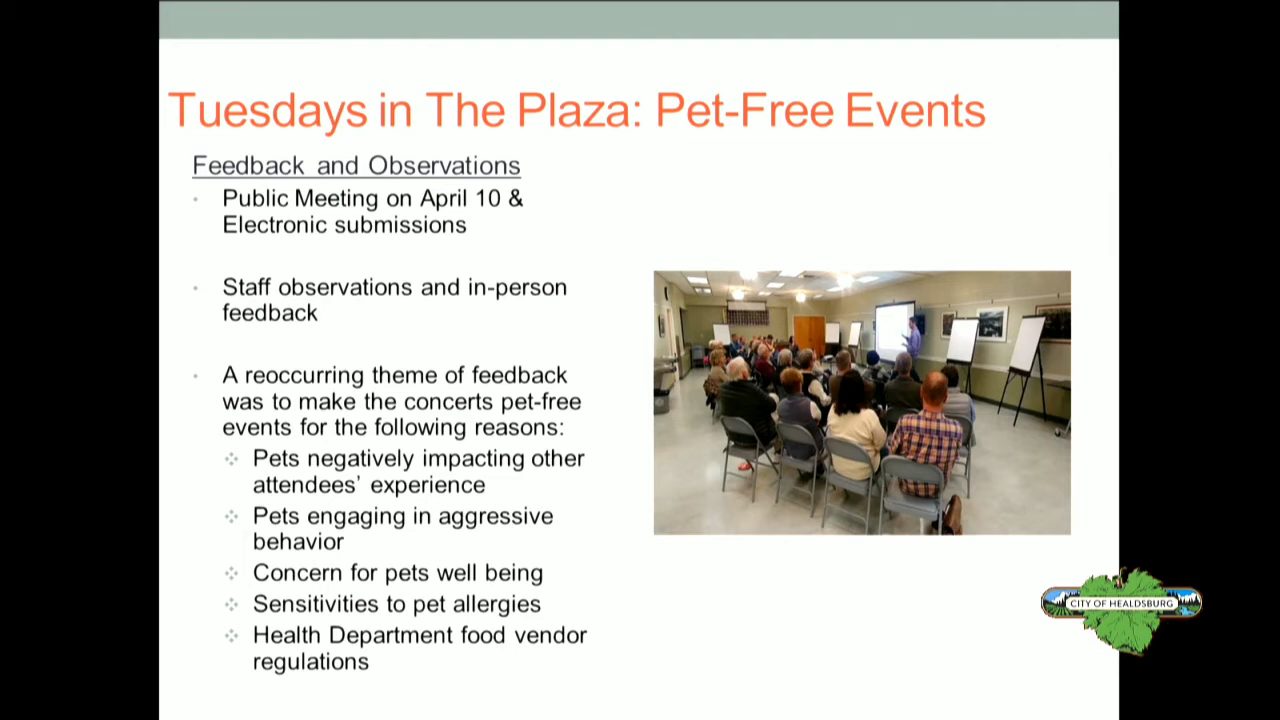 Tuesdays in The Plaza: Pet-Free Events
Feedback and Observations
• Public Meeting on April 10 &
Electronic submissions
• Staff observations and in-person
feedback
• A reoccurring theme of feedback
was to make the concerts pet-free
events for the following reasons:
❖ Pets negatively impacting other
attendees’ experience
❖ Pets engaging in aggressive
behavior
❖ Concern for pets well being
❖ Sensitivities to pet allergies
❖ Health Department food vendor
regulations
CITY OF HEALDSBURG